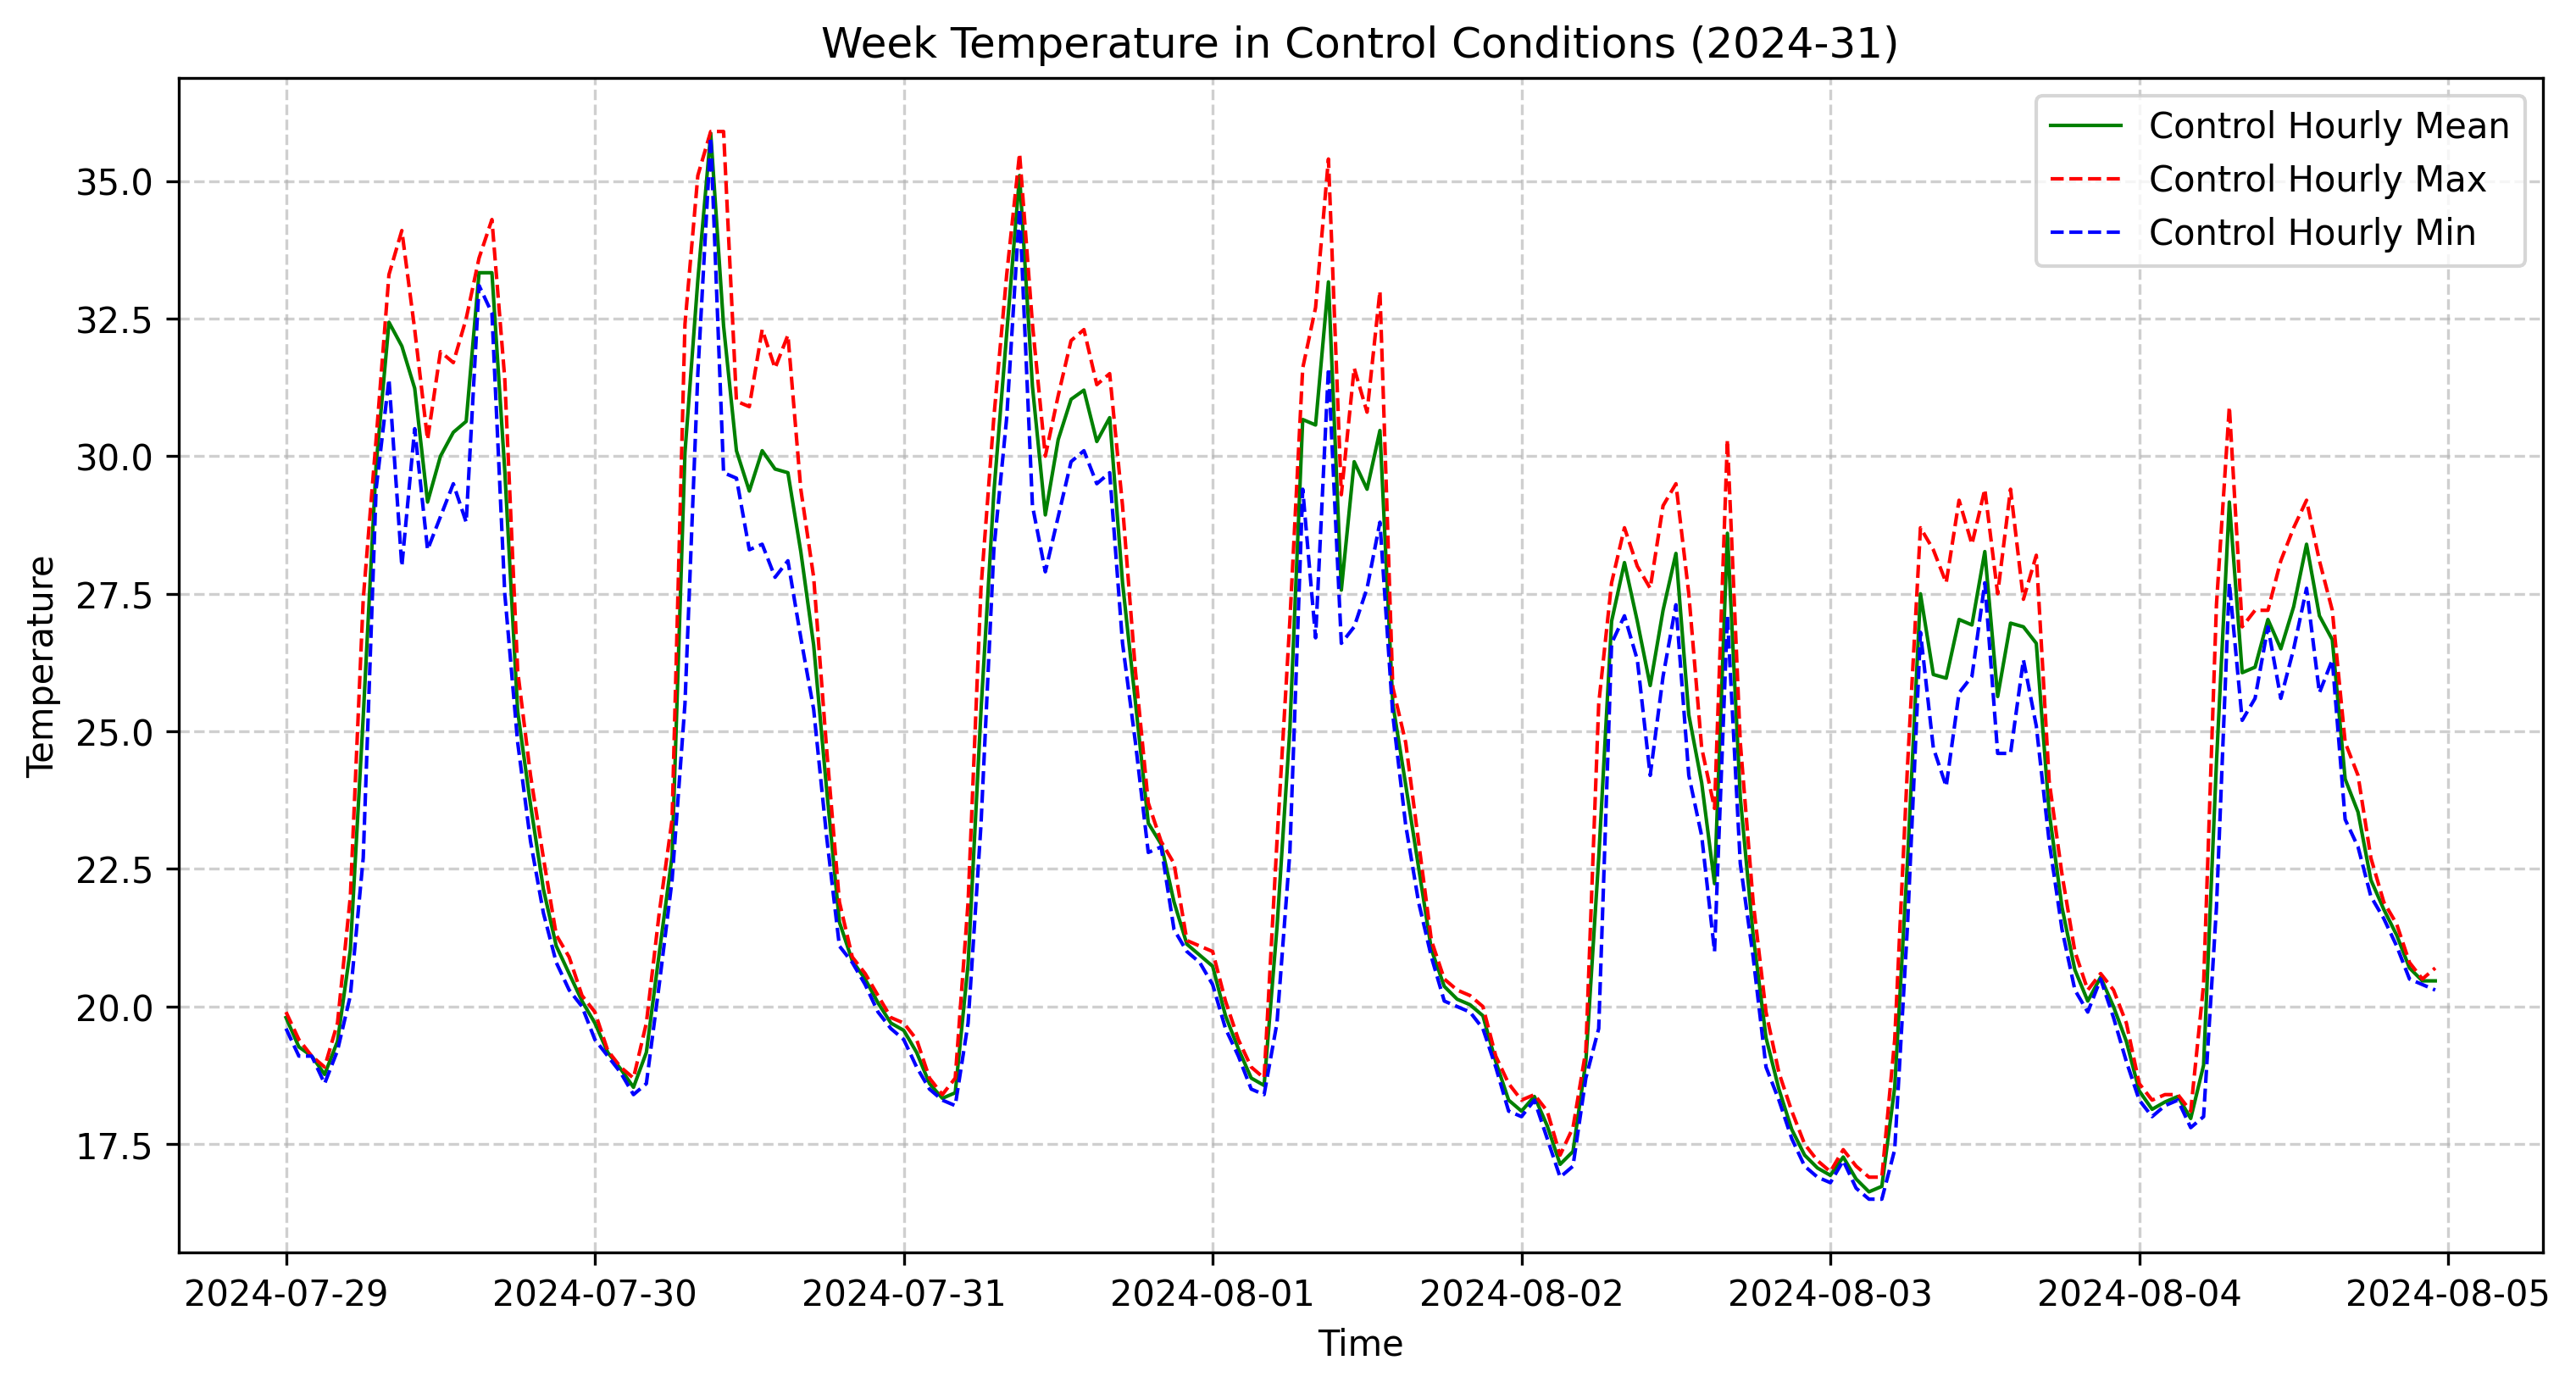 Week Temperature in Control Conditions (2024-31)
Control Hourly Mean
Control Hourly Max
Control Hourly Min
Temperature
35.0
32.5
30.0
27.5
25.0
22.5
20.0
17.5
2024-07-29 2024-07-30 2024-07-31 2024-08-01 2024-08-02 2024-08-03 2024-08-04 2024-08-05
Time